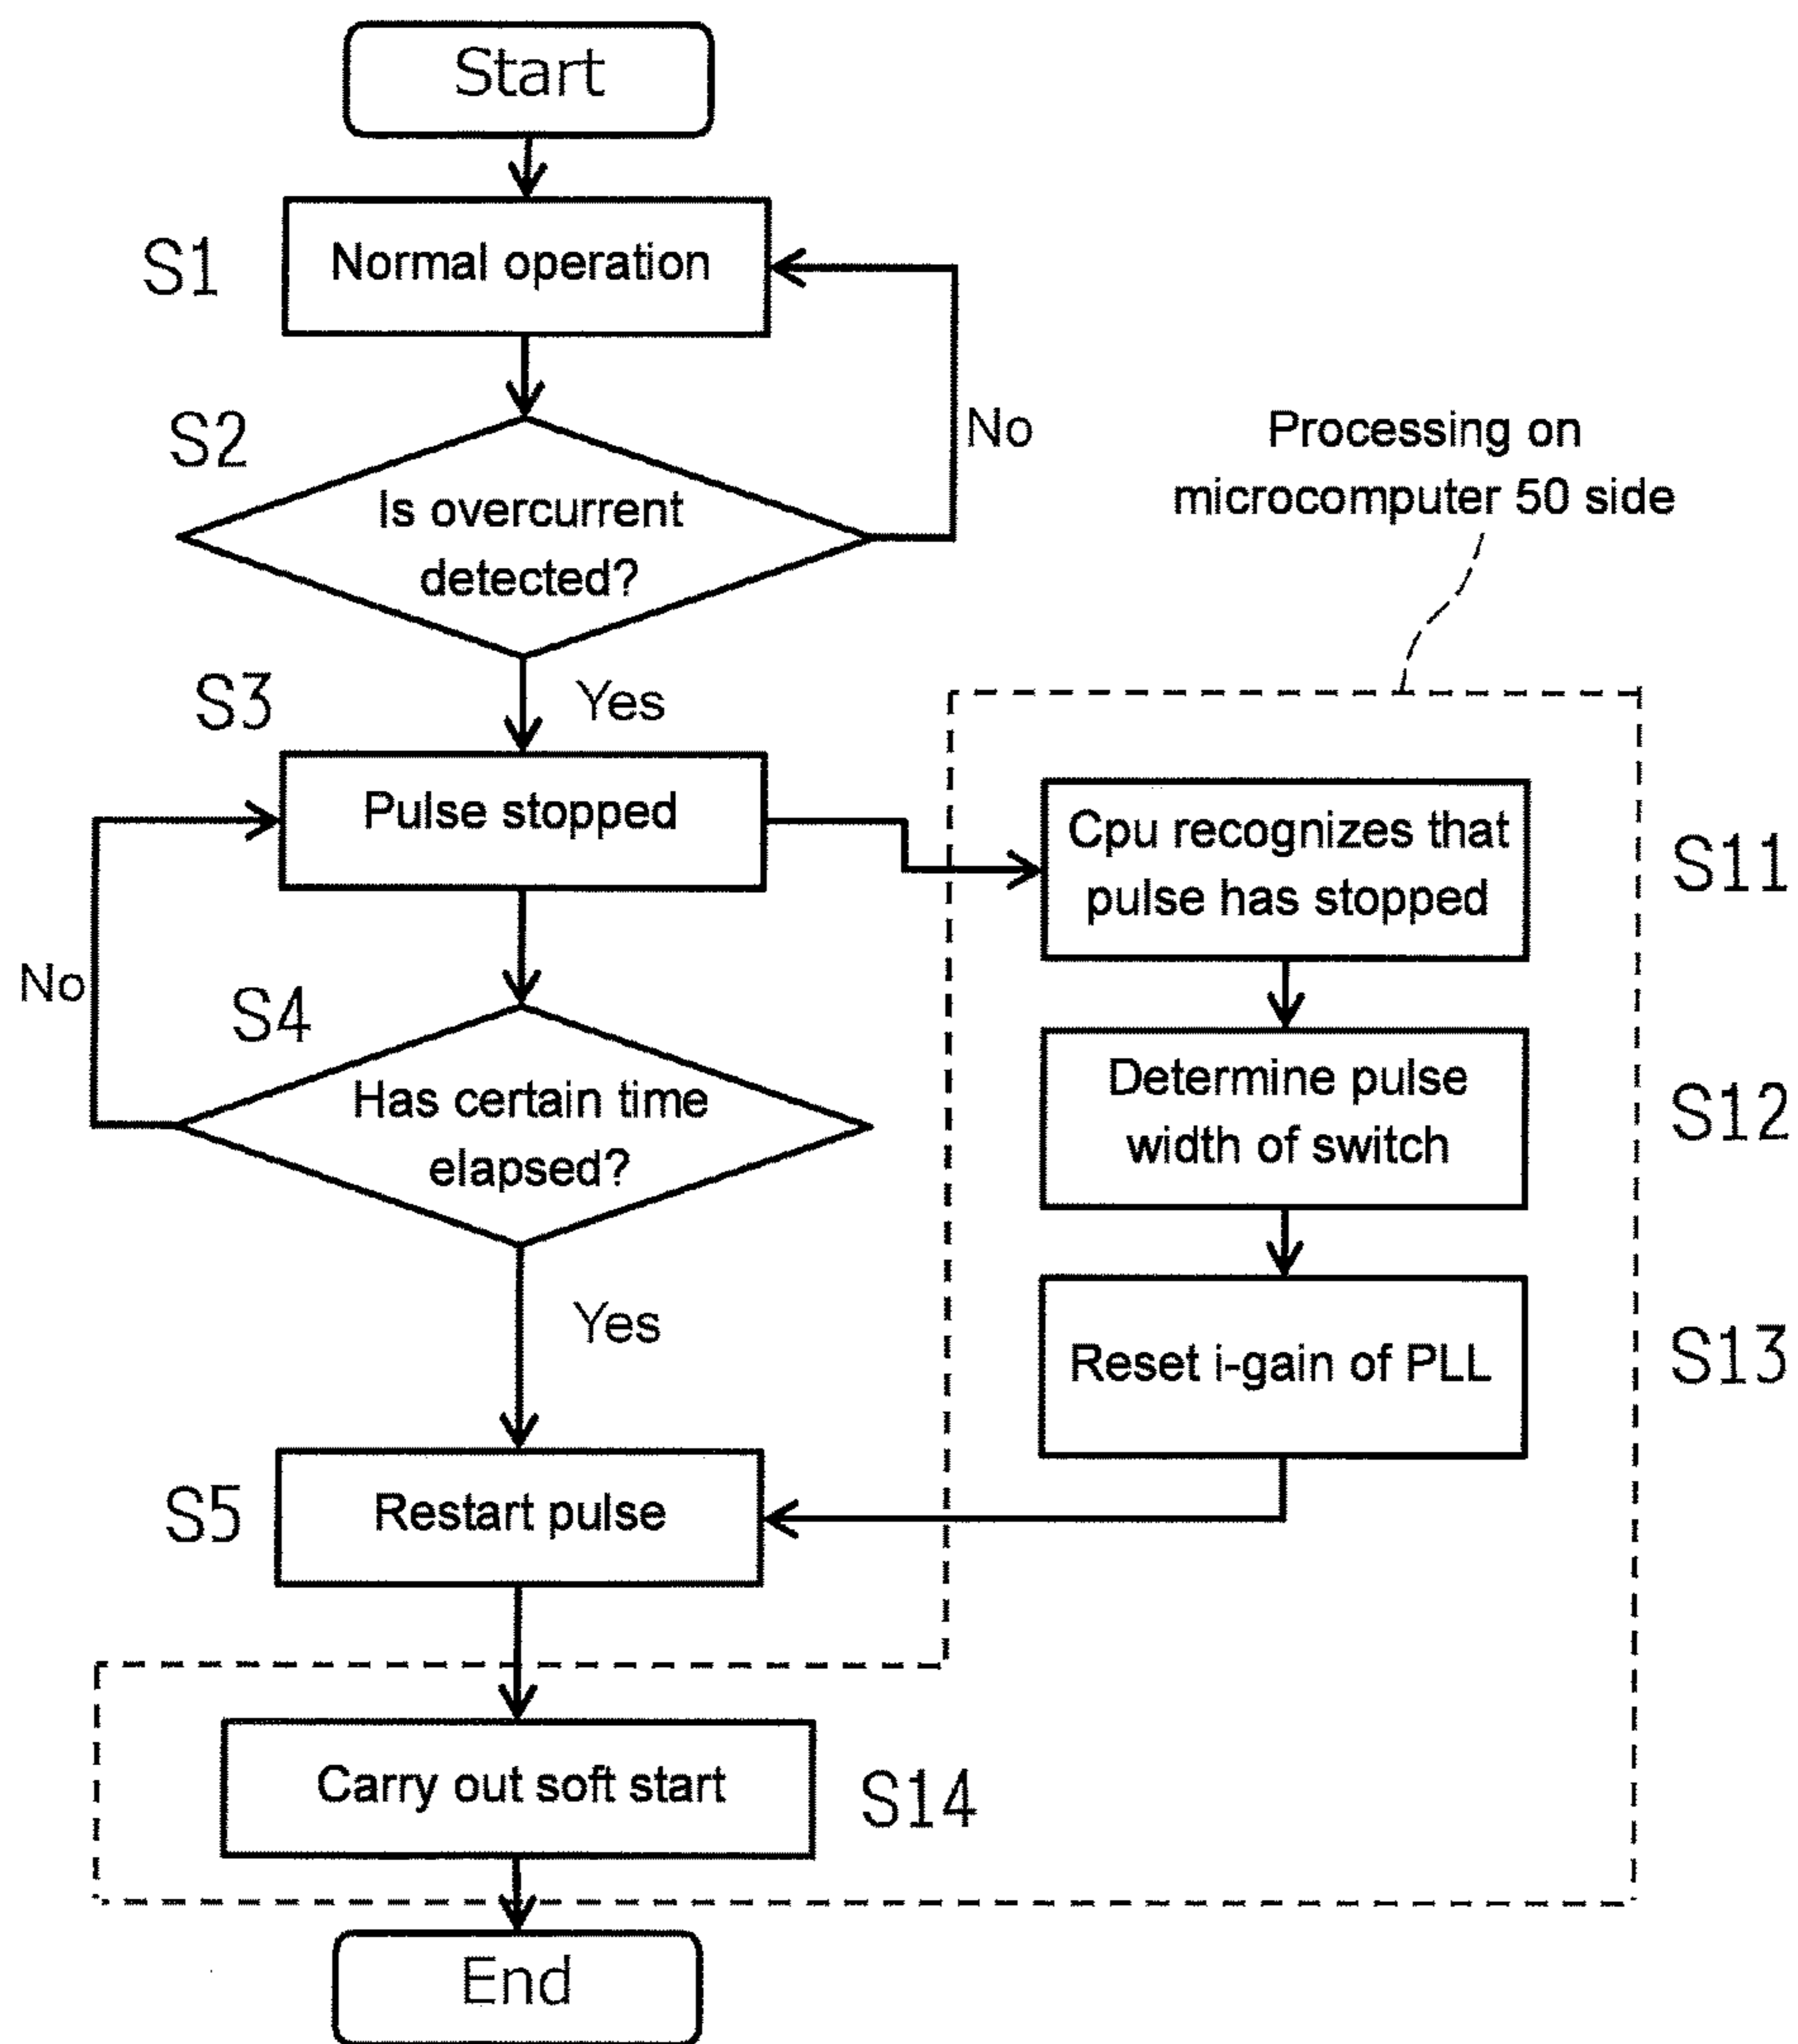 Start
S1
Normal operation
No
S2
Is overcurrent
detected?
Processing on
microcomputer 50 side
Yes
S3
Pulse stopped
Cpu recognizes that
pulse has stopped
S11
No
S4
Has certain time
elapsed?
Determine pulse
width of switch
S12
Yes
Reset i-gain of PLL
S13
S5
Restart pulse
Carry out soft start
S14
End